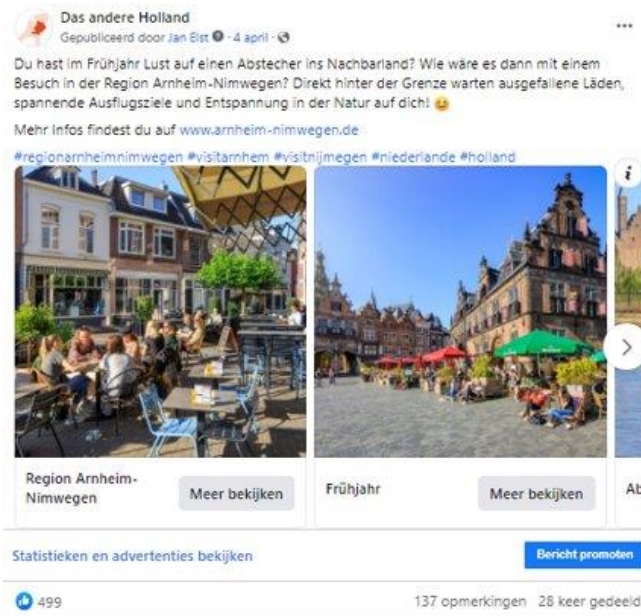 Das andere Holland
Gepubliceerd door Jan Elst · 4 april ·
Du hast im Frühjahr Lust auf einen Abstecher ins Nachbarland? Wie wäre es dann mit einem
Besuch in der Region Arnheim-Nimwegen? Direkt hinter der Grenze warten ausgefallene Läden,
spannende Ausflugsziele und Entspannung in der Natur auf dich! 😄
Mehr Infos findest du auf www.arnheim-nimwegen.de
#regionarnheimnimwegen #visitarnhem #visitnijmegen #niederlande #holland
Region Arnheim-
Nimwegen
Meer bekijken
Frühjahr
Meer bekijken
Ab
Statistieken en advertenties bekijken
Bericht promoten
499
137 opmerkingen 28 keer gedeeld